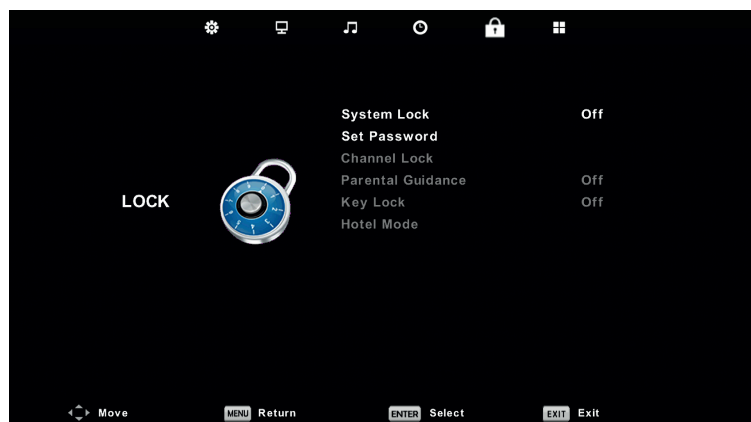 System Lock Off
Set Password
Channel Lock
Parental Guidance Off
Key Lock Off
Hotel Mode
LOCK
Move MENU Return ENTER Select EXIT Exit